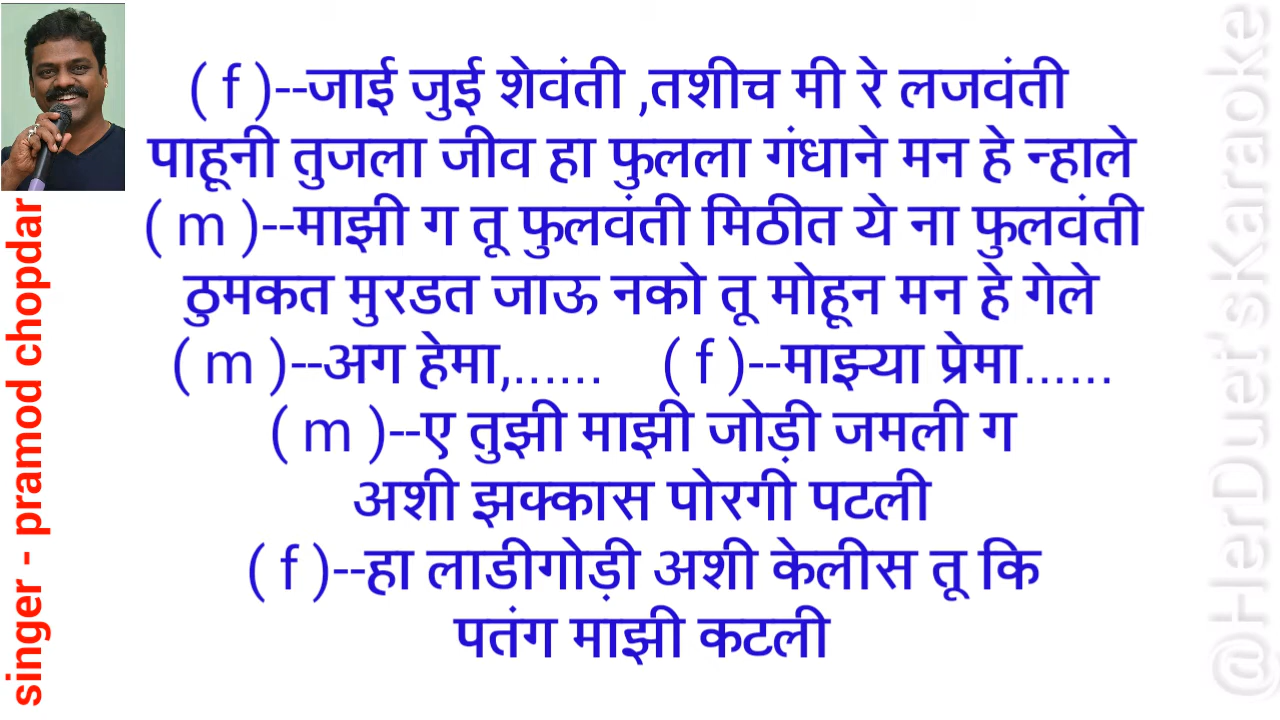 ( f )--जाई जुई शेवंती ,तशीच मी रे लजवंती
पाहूनी तुजला जीव हा फुलला गंधाने मन हे न्हाले
( m )--माझी ग तू फुलवंती मिठीत ये ना फुलवंती
ठुमकत मुरडत जाऊ नको तू मोहून मन हे गेले
( m )--अग हेमा,...... ( f )--माझ्या प्रेमा......
( m )--ए तुझी माझी जोड़ी जमली ग
अशी झक्कास पोरगी पटली
( f )--हा लाडीगोड़ी अशी केलीस तू कि
पतंग माझी कटली
singer - pramod chopdar
@HerDuet'sKaraoke